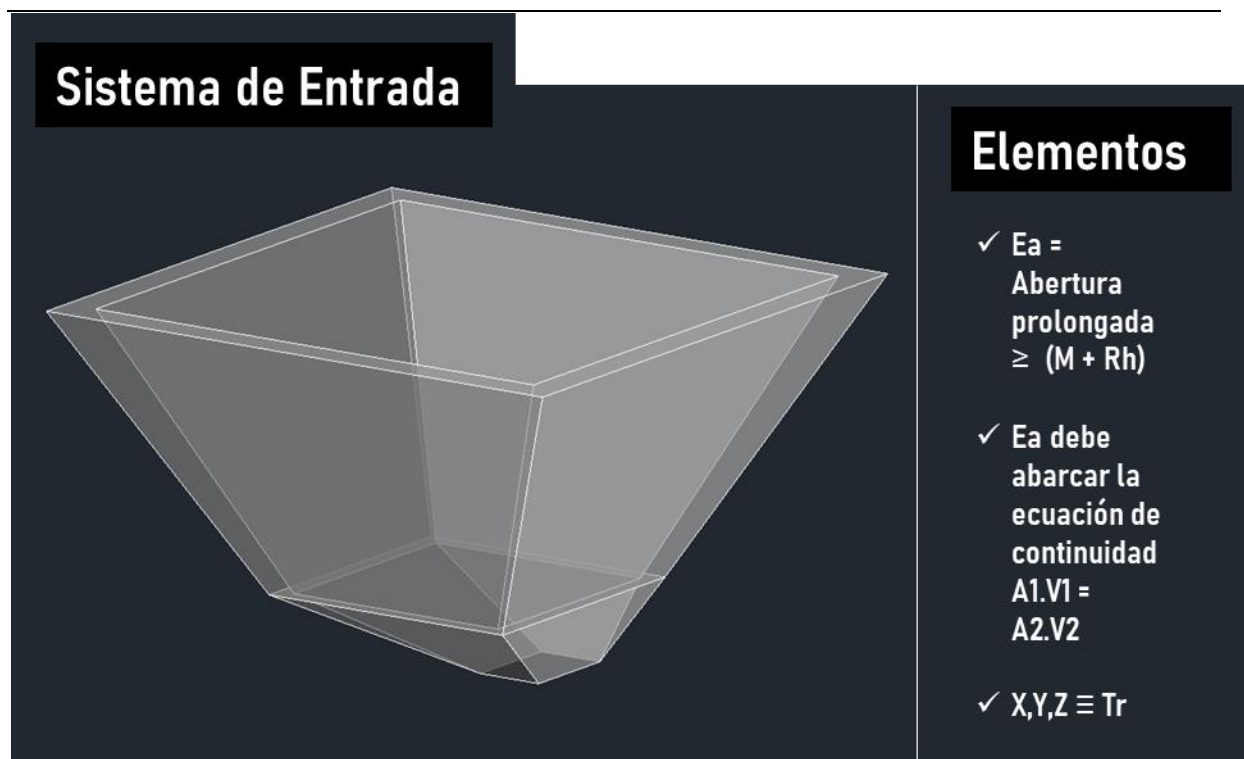 Sistema de Entrada
Elementos
✓ Ea =
Abertura
prolongada
≥ (M + Rh)
✓ Ea debe
abarcar la
ecuación de
continuidad
A1.V1 =
A2.V2
✓ X,Y,Z ≡ Tr